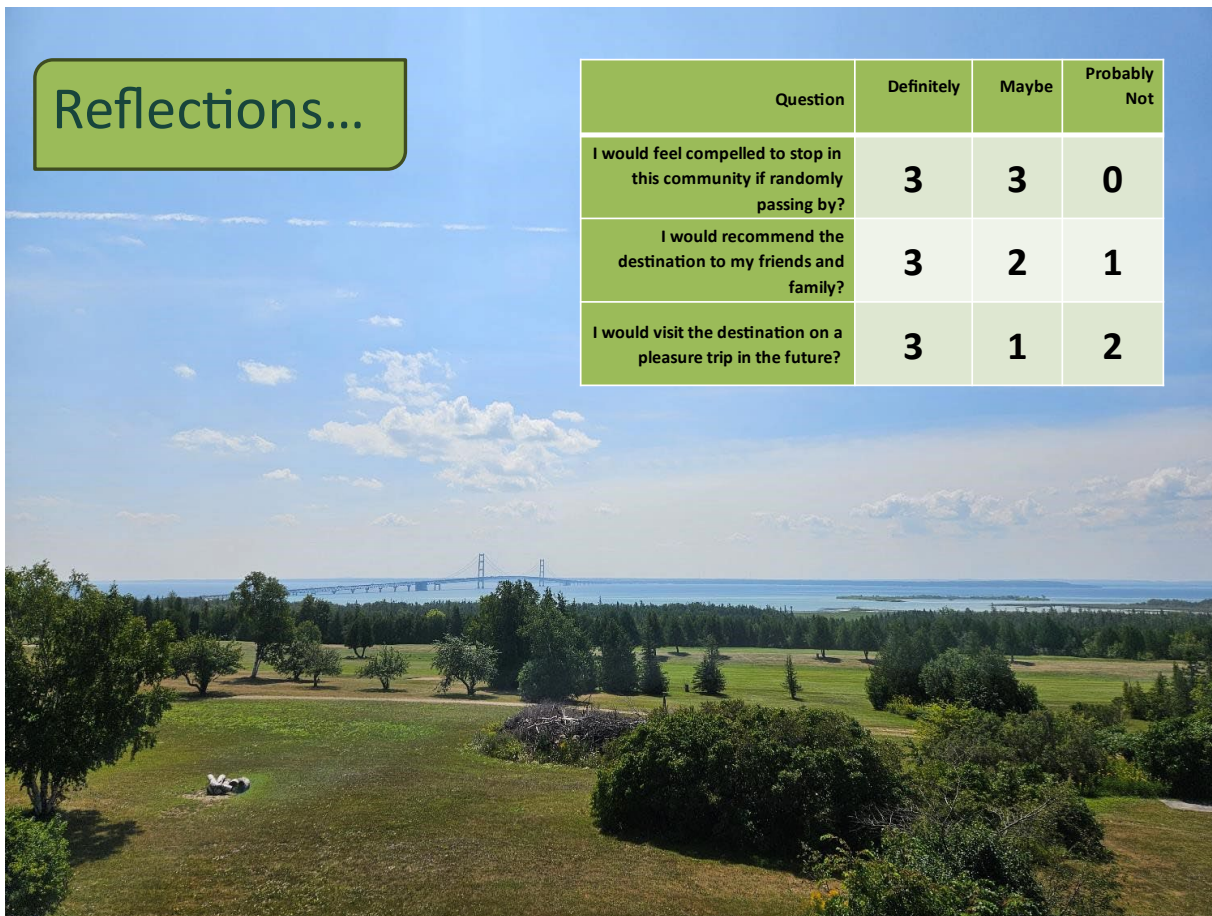 Reflections...
Question
Definitely
Maybe
Probably
Not
I would feel compelled to stop in
this community if randomly
passing by?
3
3
0
I would recommend the
destination to my friends and
family?
3
2
1
I would visit the destination on a
pleasure trip in the future?
3
1
2